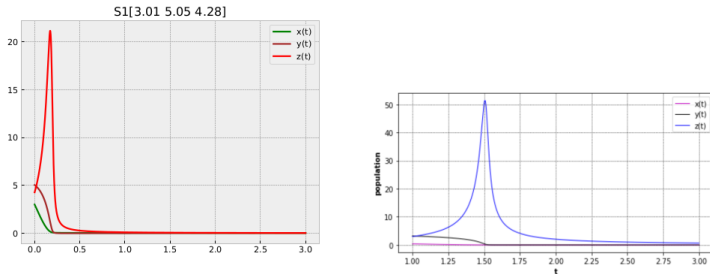 S1[3.01 5.05 4.28]
x(t)
y(t)
z(t)
20
15
10
5
0
0.0 0.5 1.0 1.5 2.0 2.5 3.0
x(t)
y(t)
z(t)
50
40
30
20
10
0
population
1.00 1.25 1.50 1.75 2.00 2.25 2.50 2.75 3.00
t